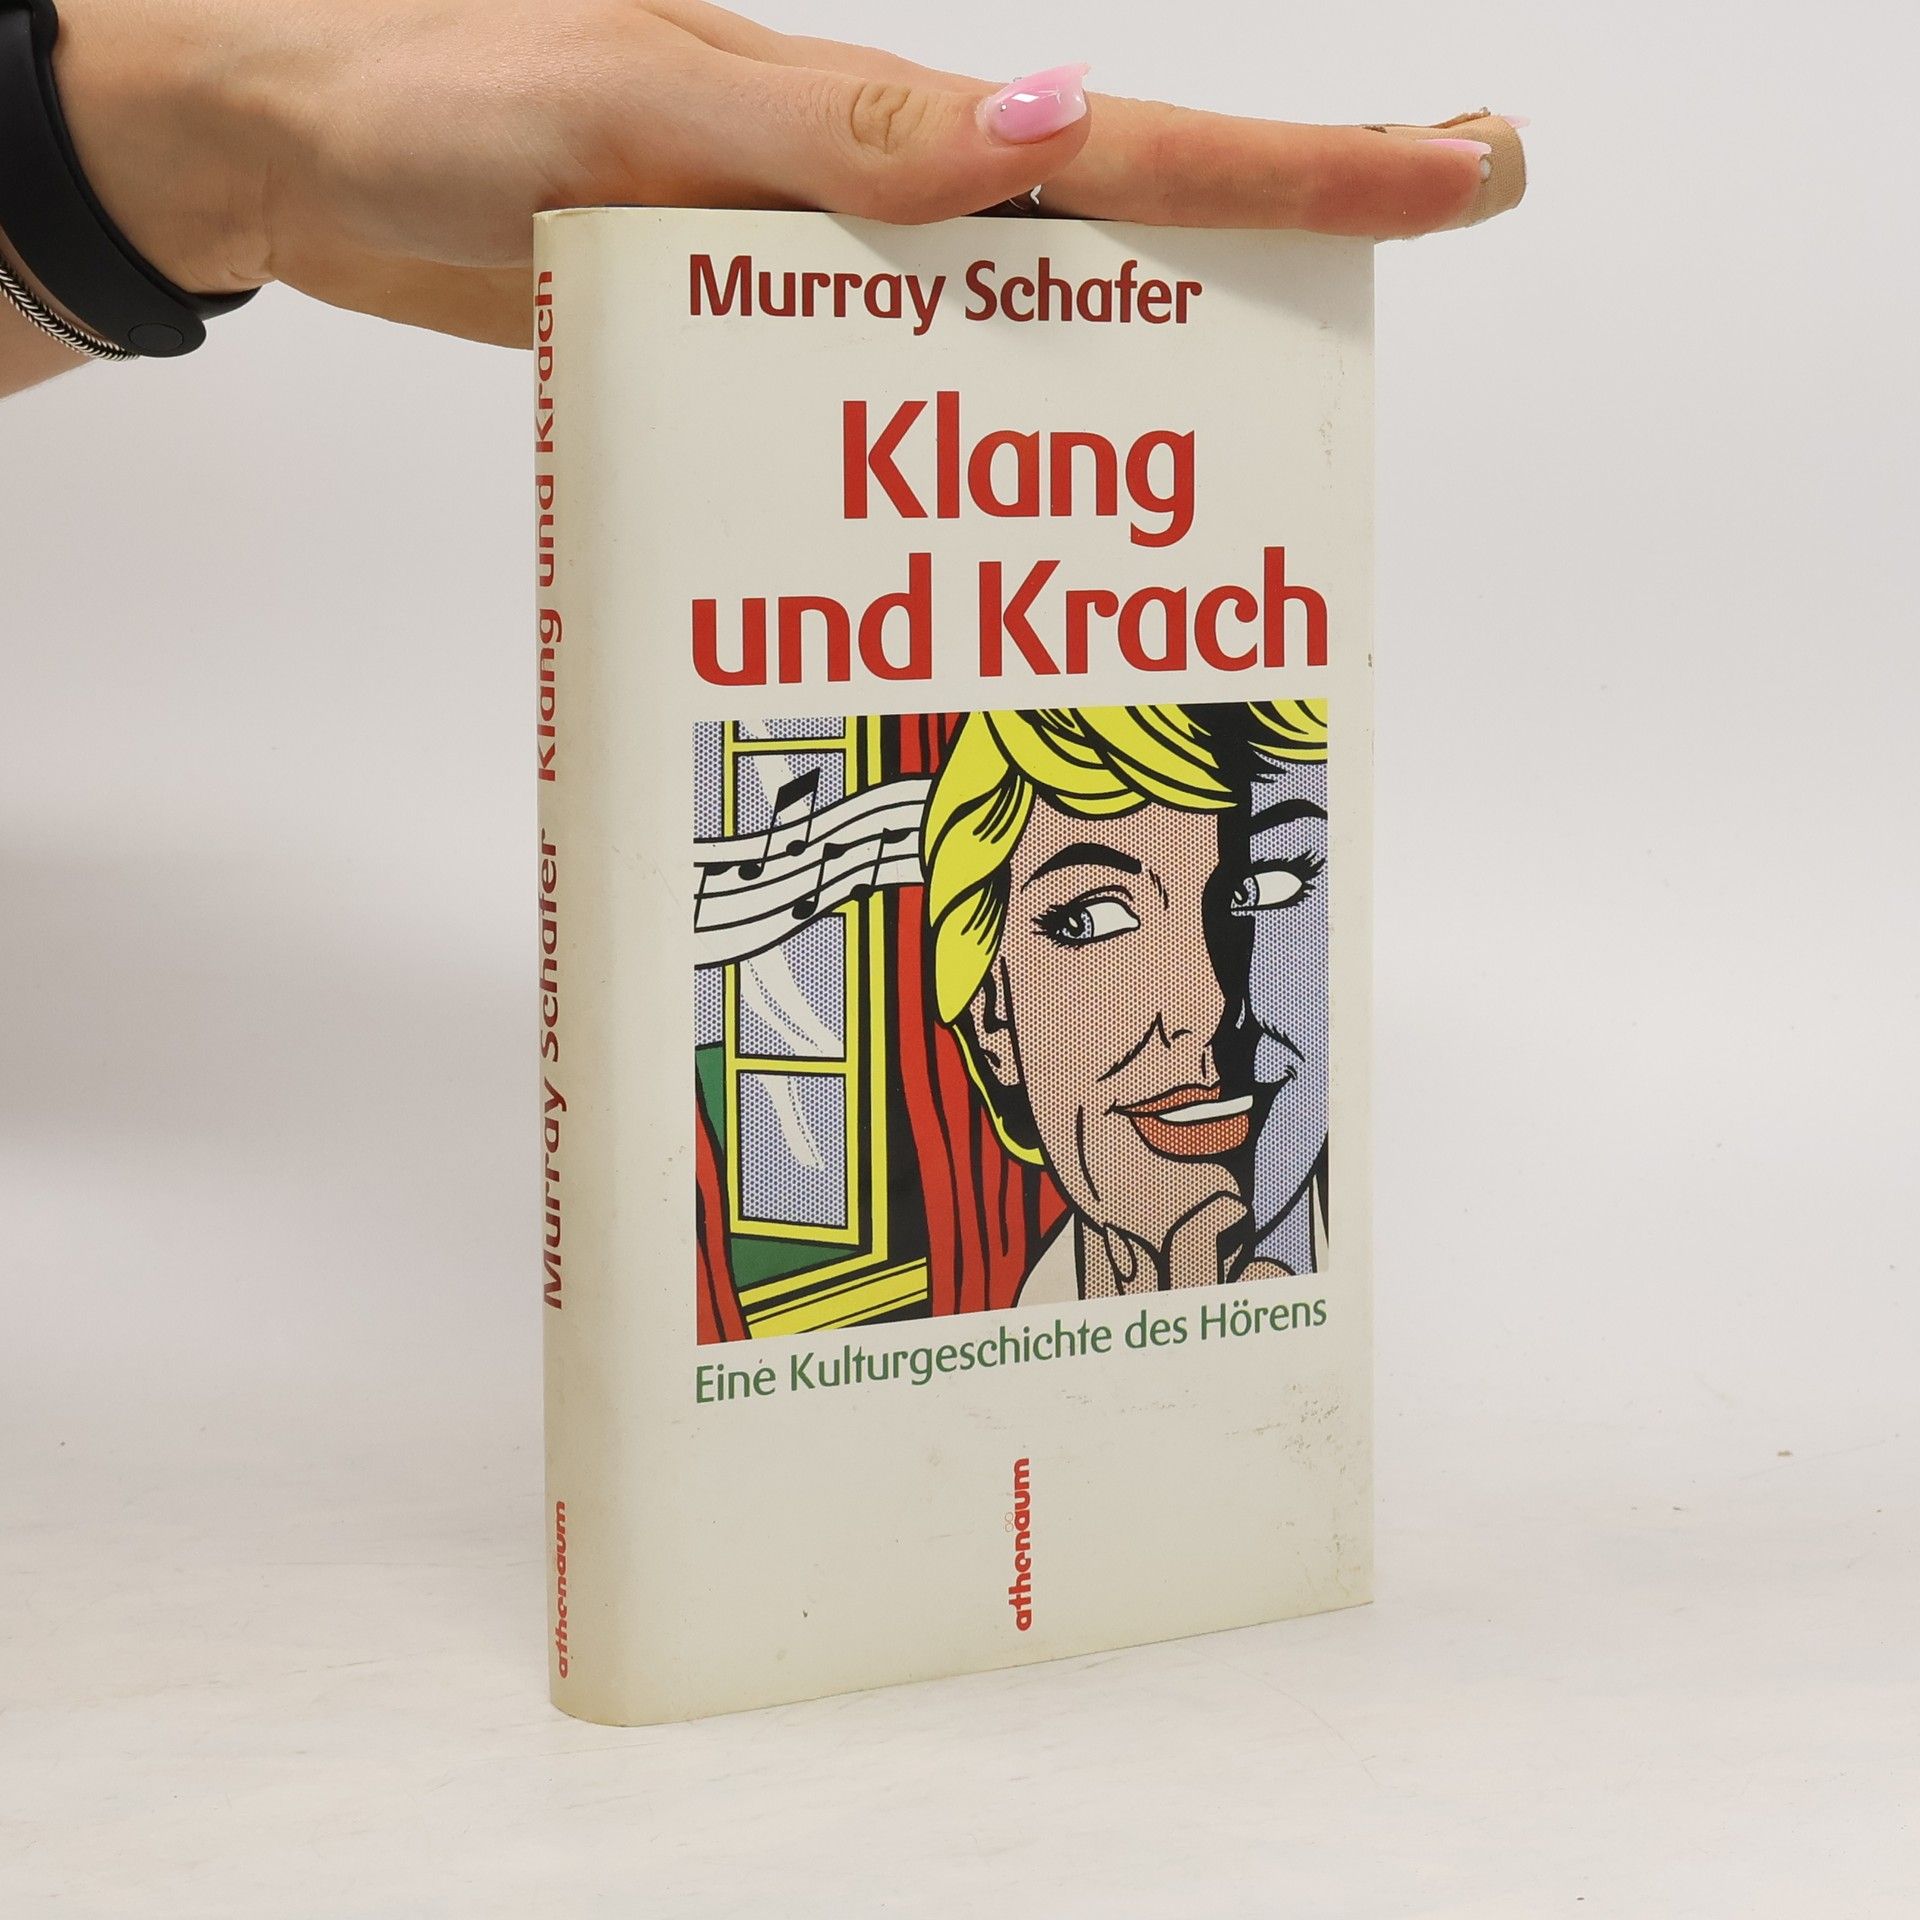 Murray Schafer
Klang
und Krach
Eine Kulturgeschichte des Hörens
athenäum
Murray Schafer Klang und Krach
athenäum